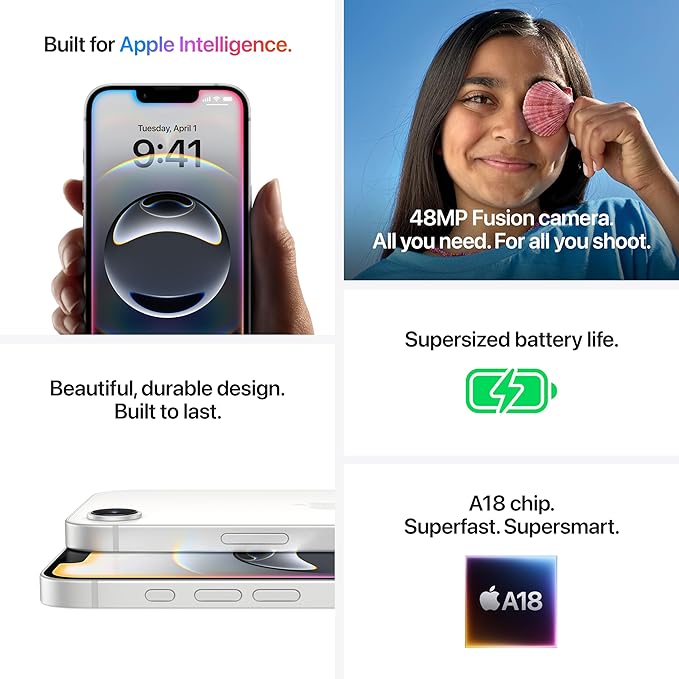 Built for Apple Intelligence.
Tuesday, April 1
9:41
48MP Fusion camera.
All you need. For all you shoot.
Beautiful, durable design.
Built to last.
Supersized battery life.
A18 chip.
Superfast. Supersmart.
A18